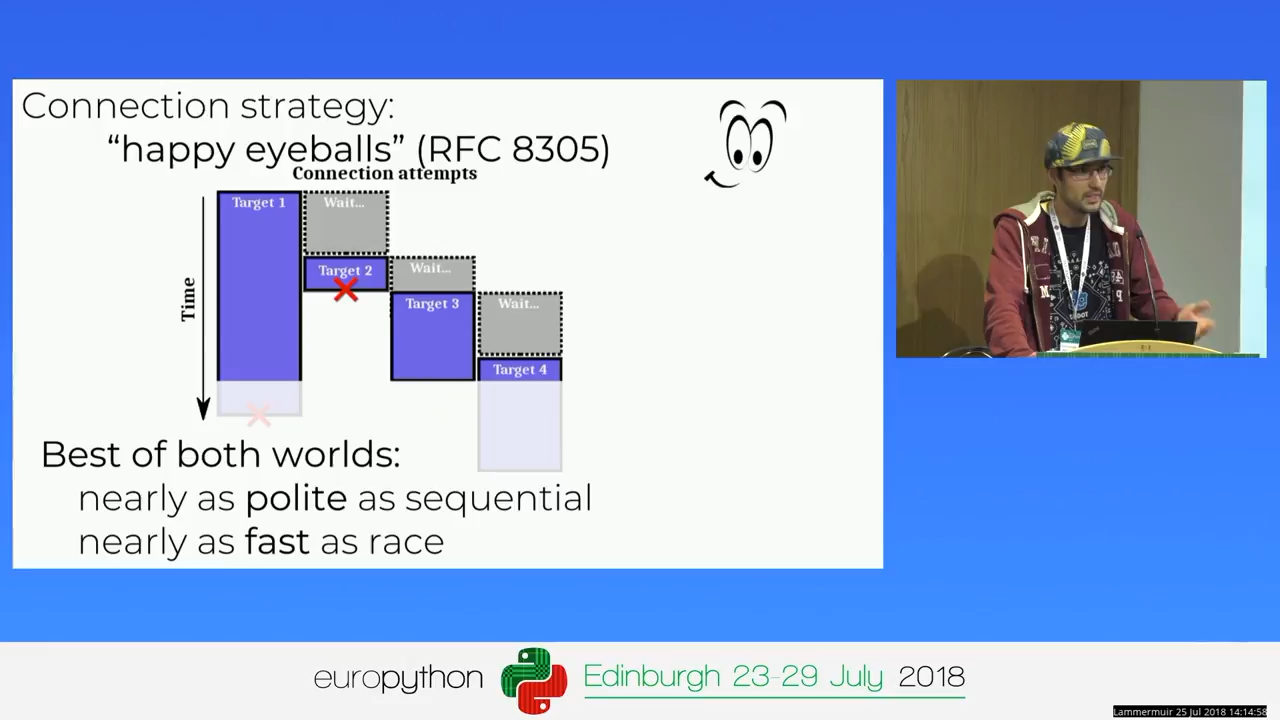 Connection strategy:
“happy eyeballs” (RFC 8305)
Connection attempts
Target 1
Wait...
Target 2
Wait...
Target 3
Wait...
Target 4
Time
Best of both worlds:
nearly as polite as sequential
nearly as fast as race
europython
Edinburgh 23-29 July 2018
Lammermuir 25 Jul 2018 14:14:58